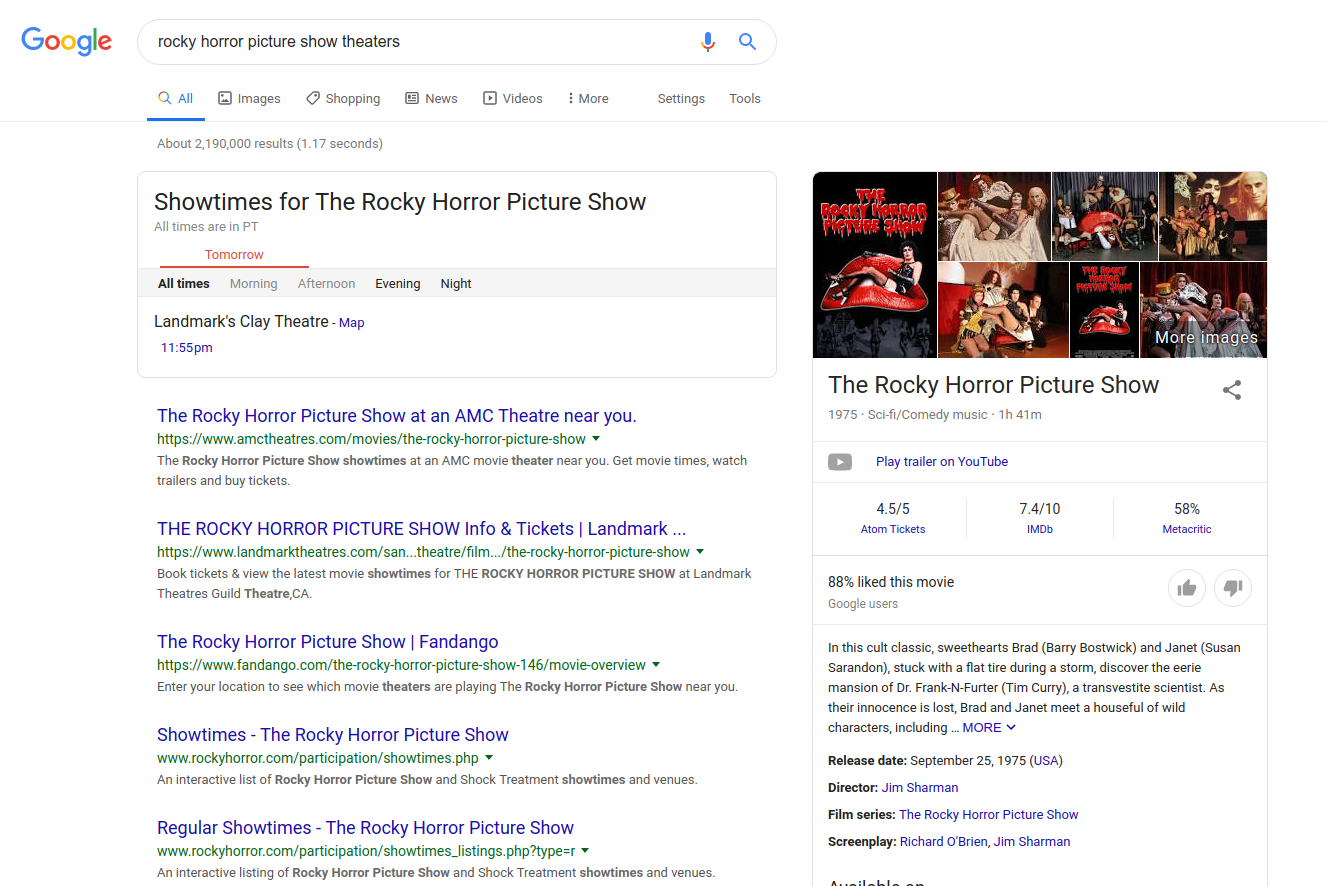 Google
rocky horror picture show theaters
All Images Shopping News Videos More Settings Tools
About 2,190,000 results (1.17 seconds)
Showtimes for The Rocky Horror Picture Show
All times are in PT
Tomorrow
All times Morning Afternoon Evening Night
Landmark's Clay Theatre - Map
11:55pm
The Rocky Horror Picture Show at an AMC Theatre near you.
https://www.amctheatres.com/movies/the-rocky-horror-picture-show
The Rocky Horror Picture Show showtimes at an AMC movie theater near you. Get movie times, watch
trailers and buy tickets.
THE ROCKY HORROR PICTURE SHOW Info & Tickets | Landmark ...
https://www.landmarktheatres.com/san...theatre/film.../the-rocky-horror-picture-show
Book tickets & view the latest movie showtimes for THE ROCKY HORROR PICTURE SHOW at Landmark
Theatres Guild Theatre,CA.
The Rocky Horror Picture Show | Fandango
https://www.fandango.com/the-rocky-horror-picture-show-146/movie-overview
Enter your location to see which movie theaters are playing The Rocky Horror Picture Show near you.
Showtimes - The Rocky Horror Picture Show
www.rockyhorror.com/participation/showtimes.php
An interactive list of Rocky Horror Picture Show and Shock Treatment showtimes and venues.
Regular Showtimes - The Rocky Horror Picture Show
www.rockyhorror.com/participation/showtimes_listings.php?type=r
An interactive listing of Rocky Horror Picture Show and Shock Treatment showtimes and venues.
THE
ROCKY HORROR
PICTURE SHOW
THE
ROCKY HORROR
PICTURE SHOW
More images
The Rocky Horror Picture Show
1975 · Sci-fi/Comedy music · 1h 41m
Play trailer on YouTube
4.5/5 7.4/10 58%
Atom Tickets IMDb Metacritic
88% liked this movie
Google users
In this cult classic, sweethearts Brad (Barry Bostwick) and Janet (Susan
Sarandon), stuck with a flat tire during a storm, discover the eerie
mansion of Dr. Frank-N-Furter (Tim Curry), a transvestite scientist. As
their innocence is lost, Brad and Janet meet a houseful of wild
characters, including ... MORE
Release date: September 25, 1975 (USA)
Director: Jim Sharman
Film series: The Rocky Horror Picture Show
Screenplay: Richard O'Brien, Jim Sharman
Available on